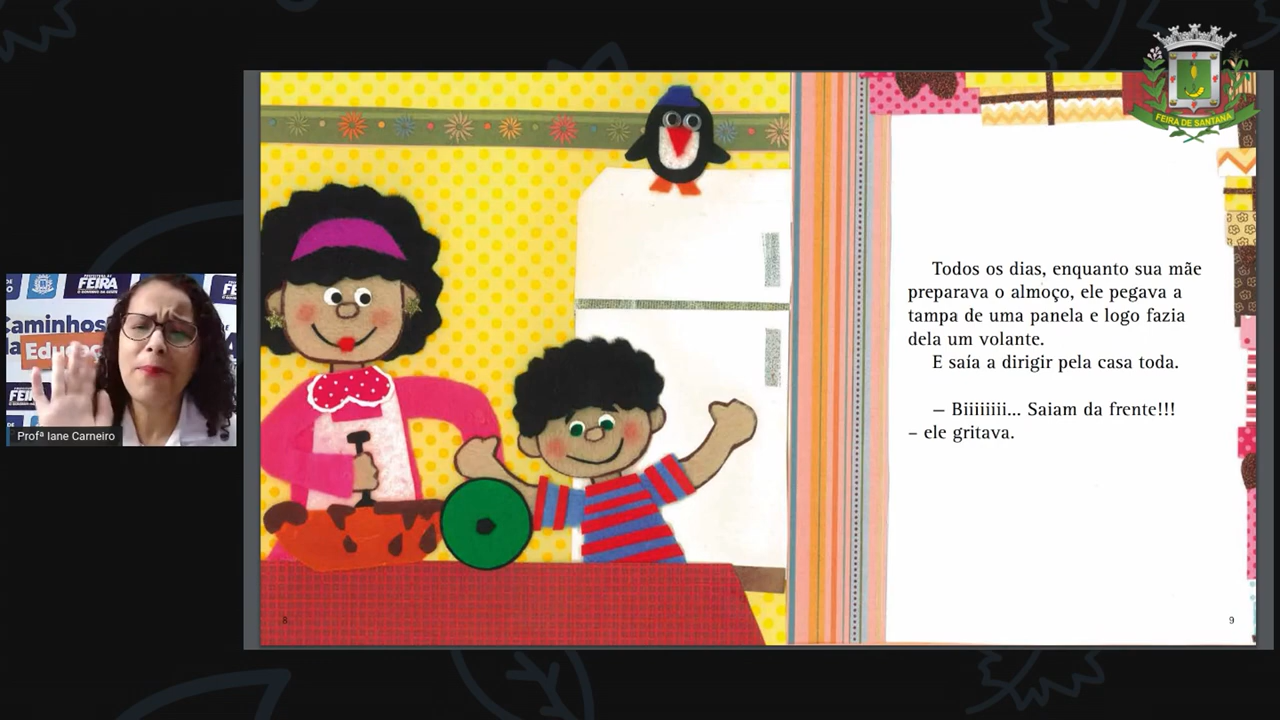 FEIRA DE SANTANA
Todos os dias, enquanto sua mãe
preparava o almoço, ele pegava a
tampa de uma panela e logo fazia
dela um volante.
E saía a dirigir pela casa toda.
– Biiiiiiii... Saiam da frente!!!
– ele gritava.
FEIRA
Caminhos
Educaç
Profª Iane Carneiro
8
9